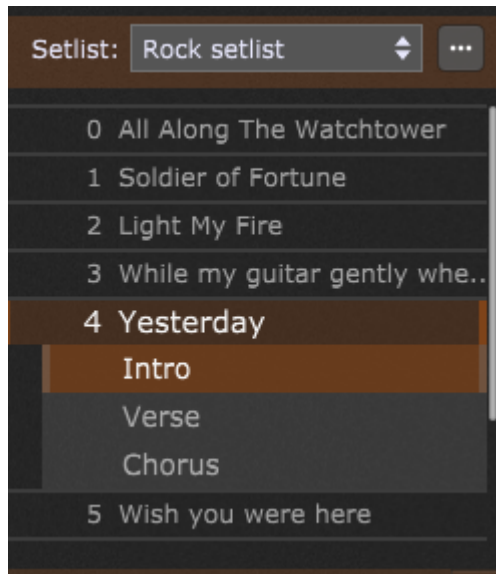 Setlist: Rock setlist ...
0 All Along The Watchtower
1 Soldier of Fortune
2 Light My Fire
3 While my guitar gently whe..
4 Yesterday
Intro
Verse
Chorus
5 Wish you were here